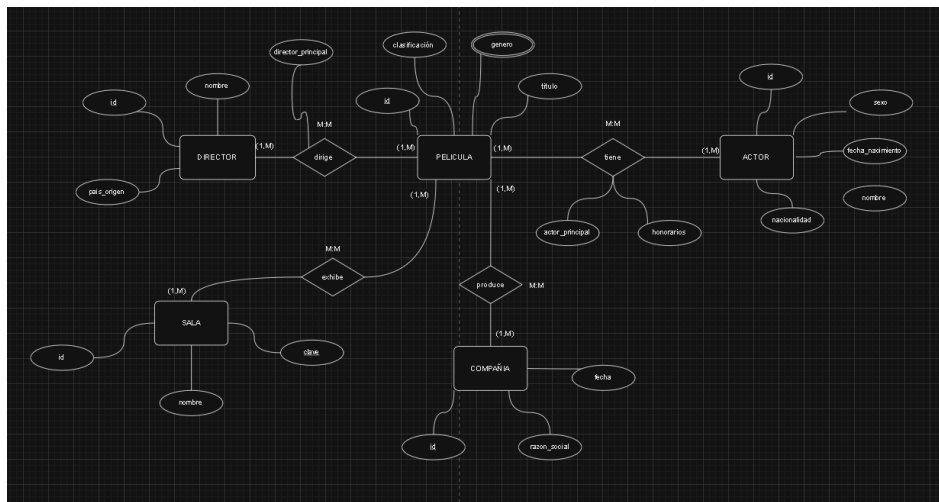 clasificación
genero
director_principal
id
nombre
titulo
id
id
sexo
M:M
M:M
DIRECTOR
(1,M)
dirige
(1,M)
PELICULA
(1,M)
tiene
(1,M)
ACTOR
fecha_nacimiento
pais_origen
(1,M)
(1,M)
nombre
nacionalidad
actor_principal
honorarios
M:M
exhibe
produce
M:M
(1,M)
SALA
(1,M)
id
clave
COMPAÑIA
fecha
nombre
id
razon_social